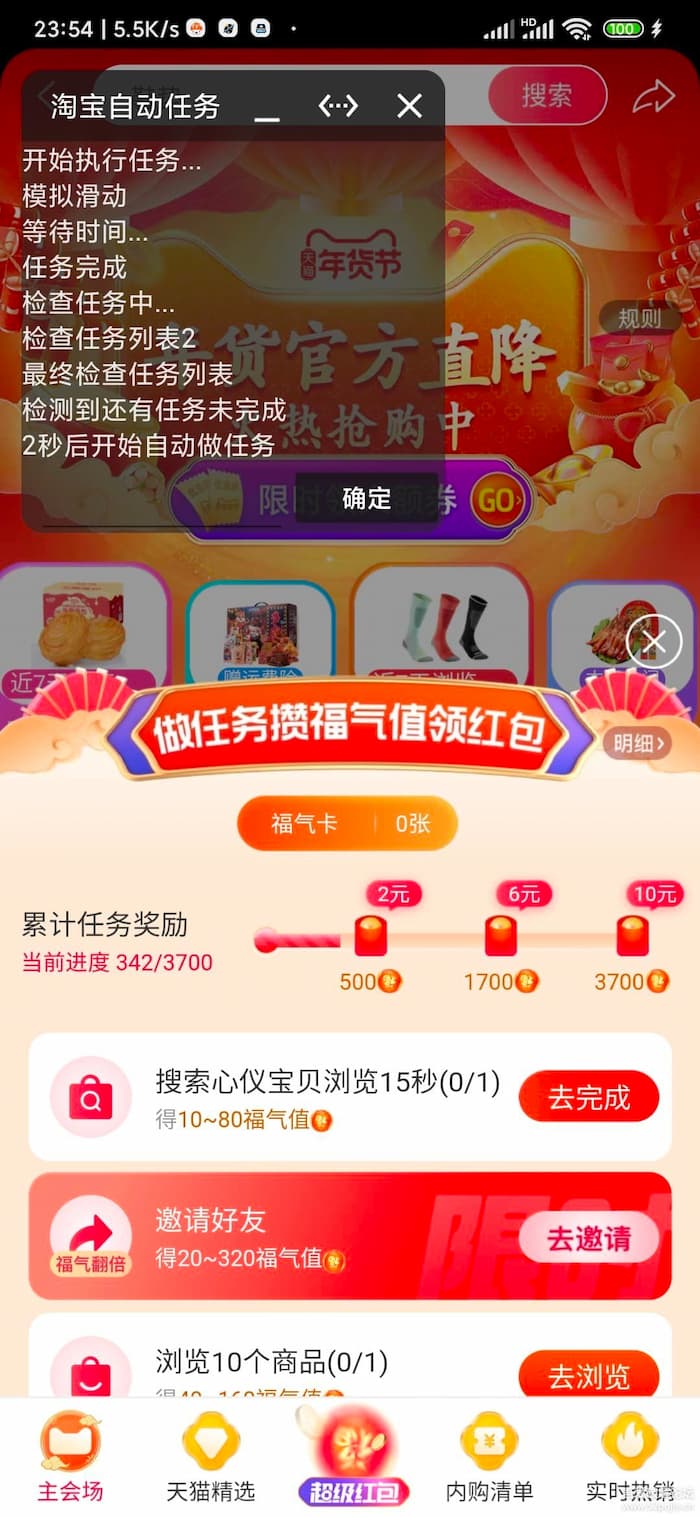 23:54 | 5.5K/s
HD
100
淘宝自动任务
搜索
开始执行任务...
模拟滑动
等待时间...
任务完成
检查任务中...
检查任务列表2
最终检查任务列表
检测到还有任务未完成
2秒后开始自动做任务
确定
天猫
年货节
规则
货官方直降
热抢购中
限时
券
GO
近7天
赠运费险
做任务攒福气值领红包
明细
福气卡
0张
累计任务奖励
当前进度 342/3700
2元
6元
10元
500
1700
3700
搜索心仪宝贝浏览15秒(0/1)
得10~80福气值
去完成
邀请好友
得20~320福气值
福气翻倍
去邀请
限时
浏览10个商品(0/1)
去浏览
主会场
天猫精选
超级红包
内购清单
实时热销